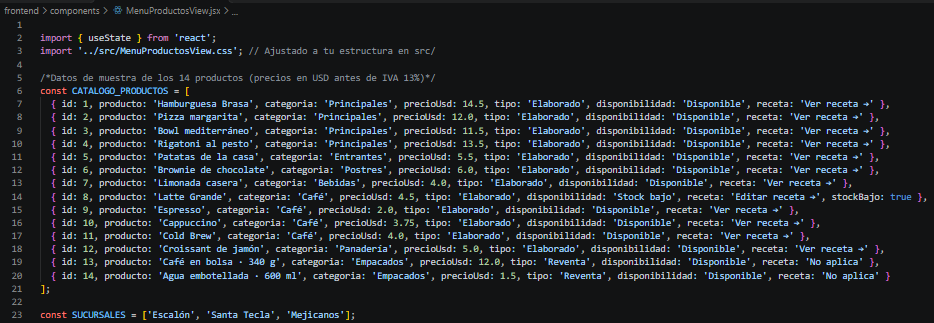 frontend > components > MenuProductosView.jsx > ...
1
2 import { useState } from 'react';
3 import '../src/MenuProductosView.css'; // Ajustado a tu estructura en src/
4
5 /*Datos de muestra de los 14 productos (precios en USD antes de IVA 13%)*/
6 const CATALOGO_PRODUCTOS = [
7 { id: 1, producto: 'Hamburguesa Brasa', categoria: 'Principales', precioUsd: 14.5, tipo: 'Elaborado', disponibilidad: 'Disponible', receta: 'Ver receta →' },
8 { id: 2, producto: 'Pizza margarita', categoria: 'Principales', precioUsd: 12.0, tipo: 'Elaborado', disponibilidad: 'Disponible', receta: 'Ver receta →' },
9 { id: 3, producto: 'Bowl mediterráneo', categoria: 'Principales', precioUsd: 11.5, tipo: 'Elaborado', disponibilidad: 'Disponible', receta: 'Ver receta →' },
10 { id: 4, producto: 'Rigatoni al pesto', categoria: 'Principales', precioUsd: 13.5, tipo: 'Elaborado', disponibilidad: 'Disponible', receta: 'Ver receta →' },
11 { id: 5, producto: 'Patatas de la casa', categoria: 'Entrantes', precioUsd: 5.5, tipo: 'Elaborado', disponibilidad: 'Disponible', receta: 'Ver receta →' },
12 { id: 6, producto: 'Brownie de chocolate', categoria: 'Postres', precioUsd: 6.0, tipo: 'Elaborado', disponibilidad: 'Disponible', receta: 'Ver receta →' },
13 { id: 7, producto: 'Limonada casera', categoria: 'Bebidas', precioUsd: 4.0, tipo: 'Elaborado', disponibilidad: 'Disponible', receta: 'Ver receta →' },
14 { id: 8, producto: 'Latte Grande', categoria: 'Café', precioUsd: 4.5, tipo: 'Elaborado', disponibilidad: 'Stock bajo', receta: 'Editar receta →', stockBajo: true },
15 { id: 9, producto: 'Espresso', categoria: 'Café', precioUsd: 2.0, tipo: 'Elaborado', disponibilidad: 'Disponible', receta: 'Ver receta →' },
16 { id: 10, producto: 'Cappuccino', categoria: 'Café', precioUsd: 3.75, tipo: 'Elaborado', disponibilidad: 'Disponible', receta: 'Ver receta →' },
17 { id: 11, producto: 'Cold Brew', categoria: 'Café', precioUsd: 4.0, tipo: 'Elaborado', disponibilidad: 'Disponible', receta: 'Ver receta →' },
18 { id: 12, producto: 'Croissant de jamón', categoria: 'Panadería', precioUsd: 5.0, tipo: 'Elaborado', disponibilidad: 'Disponible', receta: 'Ver receta →' },
19 { id: 13, producto: 'Café en bolsa · 340 g', categoria: 'Empacados', precioUsd: 12.0, tipo: 'Reventa', disponibilidad: 'Disponible', receta: 'No aplica' },
20 { id: 14, producto: 'Agua embotellada · 600 ml', categoria: 'Empacados', precioUsd: 1.5, tipo: 'Reventa', disponibilidad: 'Disponible', receta: 'No aplica' }
21 ];
22
23 const SUCURSALES = ['Escalón', 'Santa Tecla', 'Mejicanos'];